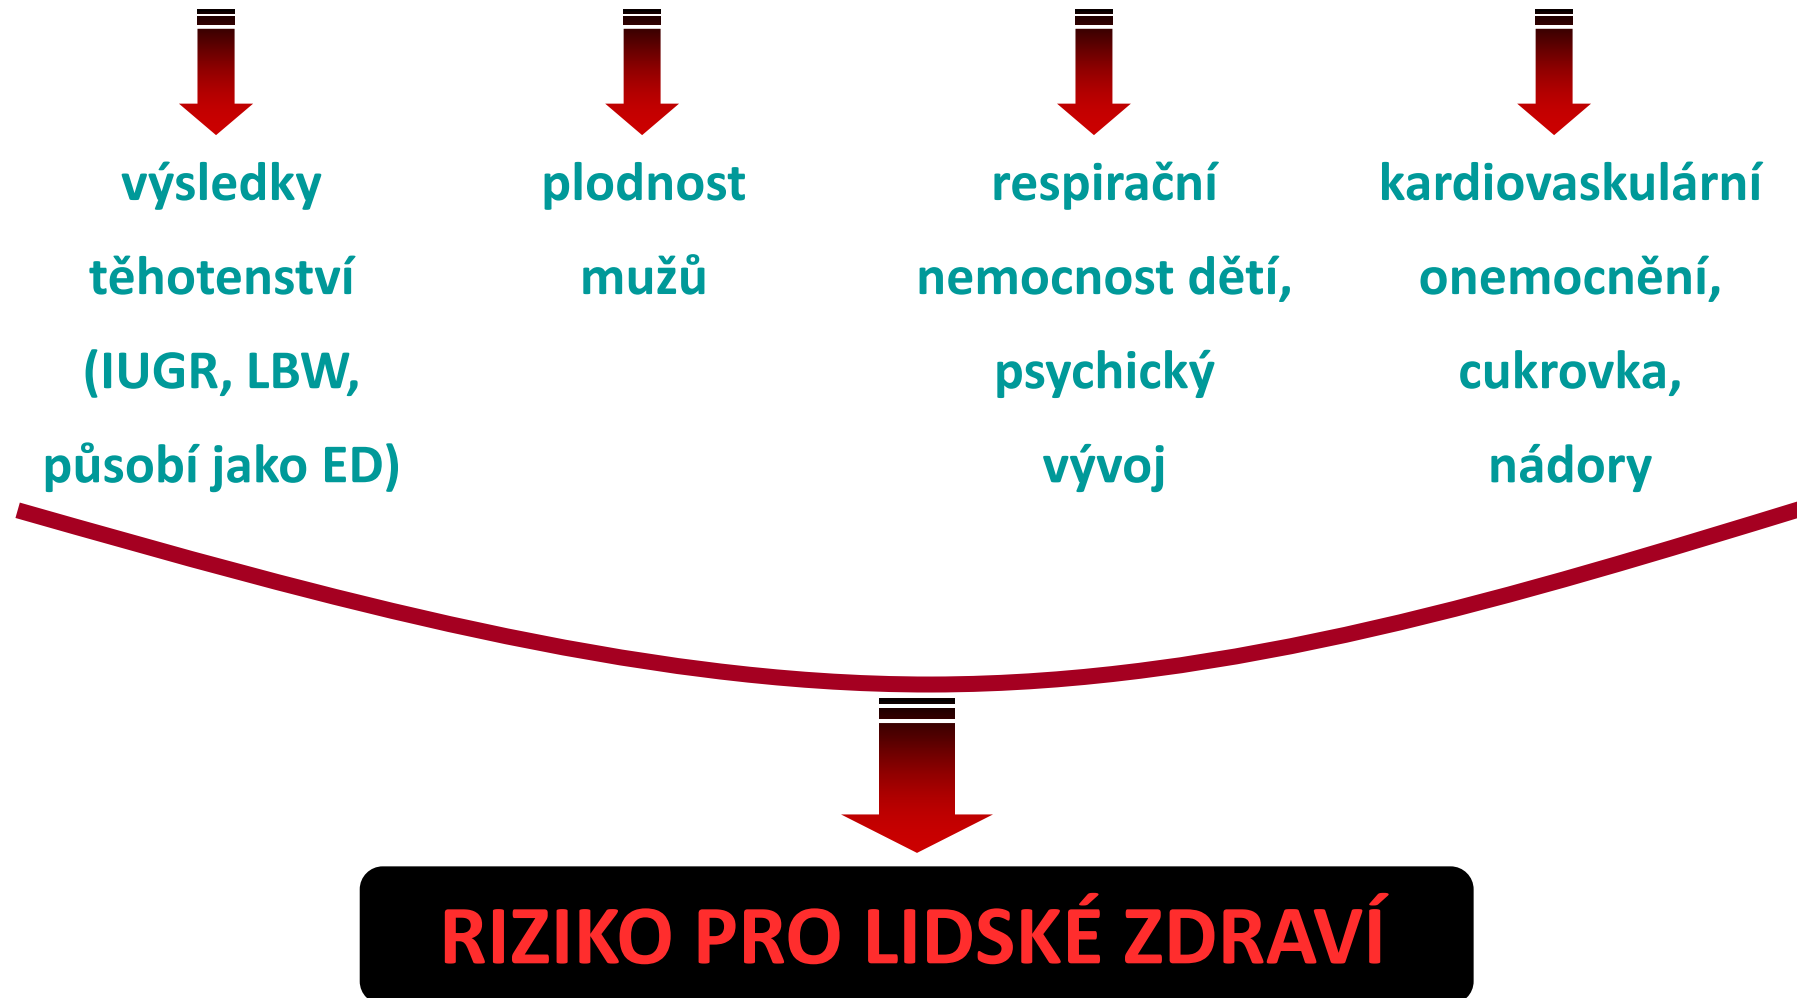 výsledky
těhotenství
(IUGR, LBW,
působí jako ED)
plodnost
mužů
respirační
nemocnost dětí,
psychický
vývoj
kardiovaskulární
onemocnění,
cukrovka,
nádory
RIZIKO PRO LIDSKÉ ZDRAVÍ